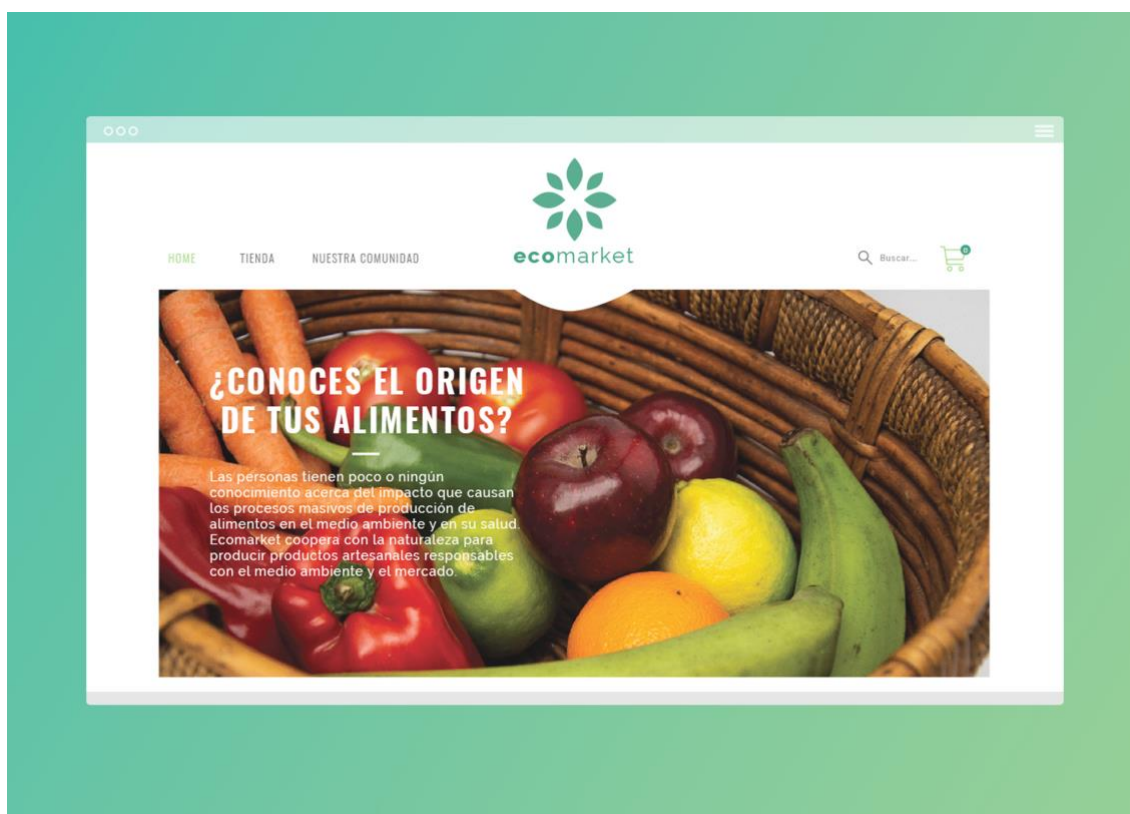 ecomarket
HOME
TIENDA
NUESTRA COMUNIDAD
Buscar...
0
¿CONOCES EL ORIGEN
DE TUS ALIMENTOS?
Las personas tienen poco o ningún
conocimiento acerca del impacto que causan
los procesos masivos de producción de
alimentos en el medio ambiente y en su salud.
Ecomarket coopera con la naturaleza para
producir productos artesanales responsables
con el medio ambiente y el mercado.